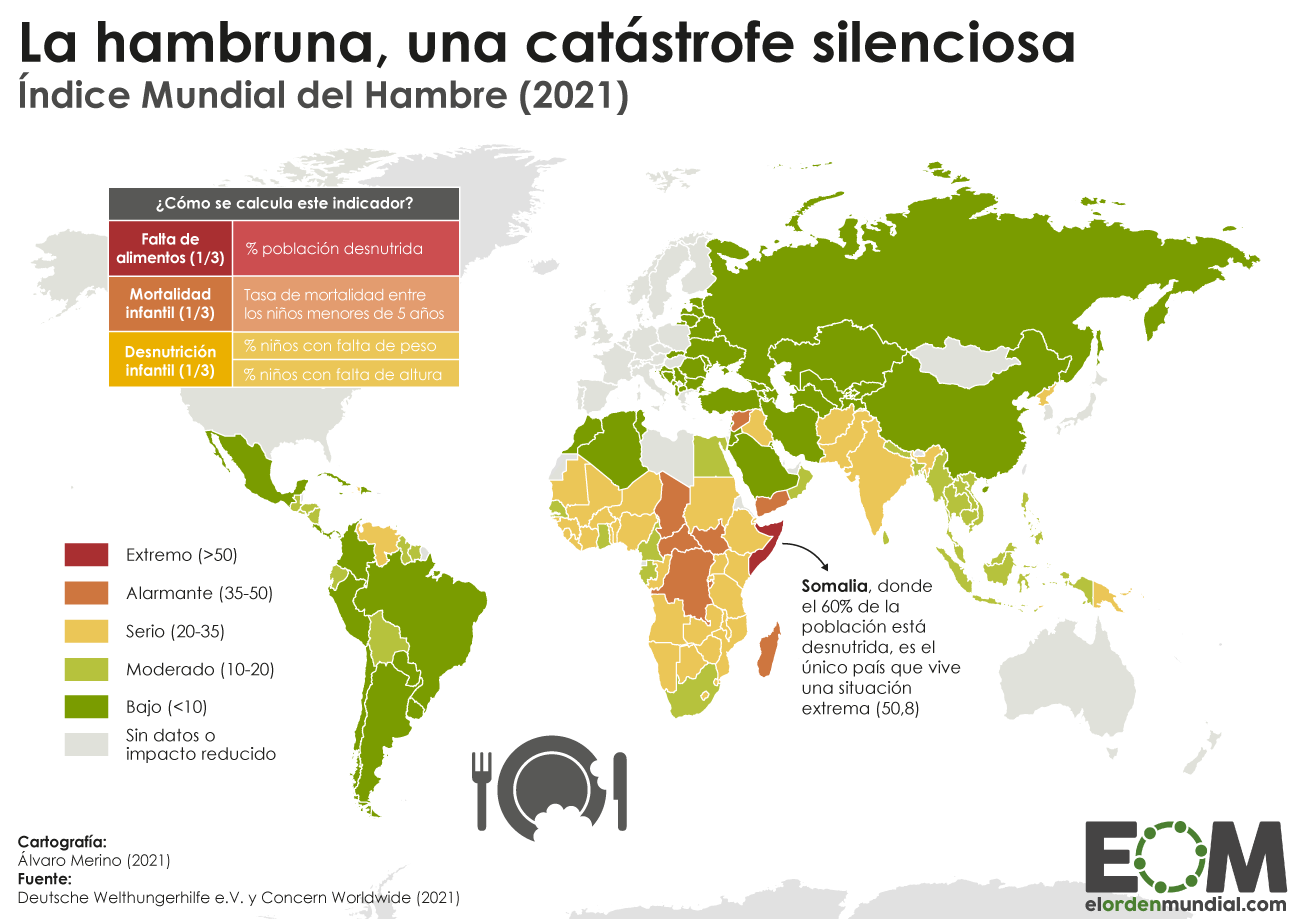 La hambruna, una catástrofe silenciosa
Índice Mundial del Hambre (2021)
¿Cómo se calcula este indicador?
Falta de
alimentos (1/3)
% población desnutrida
Mortalidad
infantil (1/3)
Tasa de mortalidad entre
los niños menores de 5 años
Desnutrición
infantil (1/3)
% niños con falta de peso
% niños con falta de altura
Extremo (>50)
Alarmante (35-50)
Serio (20-35)
Moderado (10-20)
Bajo (<10)
Sin datos o
impacto reducido
Somalia, donde
el 60% de la
población está
desnutrida, es el
único país que vive
una situación
extrema (50,8)
Cartografía:
Álvaro Merino (2021)
Fuente:
Deutsche Welthungerhilfe e.V. y Concern Worldwide (2021)
EOM
elordenmundial.com